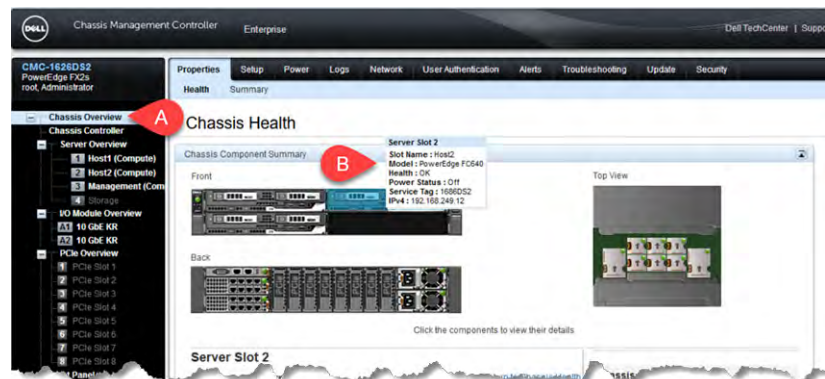 DELL
Chassis Management Controller
Enterprise
Dell TechCenter | Suppo
CMC-1626DS2
PowerEdge FX2s
root, Administrator
Properties Setup Power Logs Network User Authentication Alerts Troubleshooting Update Security
Health Summary
Chassis Overview
Chassis Controller
Server Overview
1 Host1 (Compute)
2 Host2 (Compute)
3 Management (Com
4 Storage
I/O Module Overview
A1 10 GbE KR
A2 10 GbE KR
PCIe Overview
1 PCIe Slot 1
2 PCIe Slot 2
3 PCIe Slot 3
4 PCIe Slot 4
5 PCIe Slot 5
6 PCIe Slot 6
7 PCIe Slot 7
8 PCIe Slot 8
Panel
A
Chassis Health
Chassis Component Summary
B
Server Slot 2
Slot Name : Host2
Model : PowerEdge FC640
Health : OK
Power Status : Off
Service Tag : 1686DS2
IPv4 : 192.168.249.12
Front
Top View
Back
Click the components to view their details
Server Slot 2